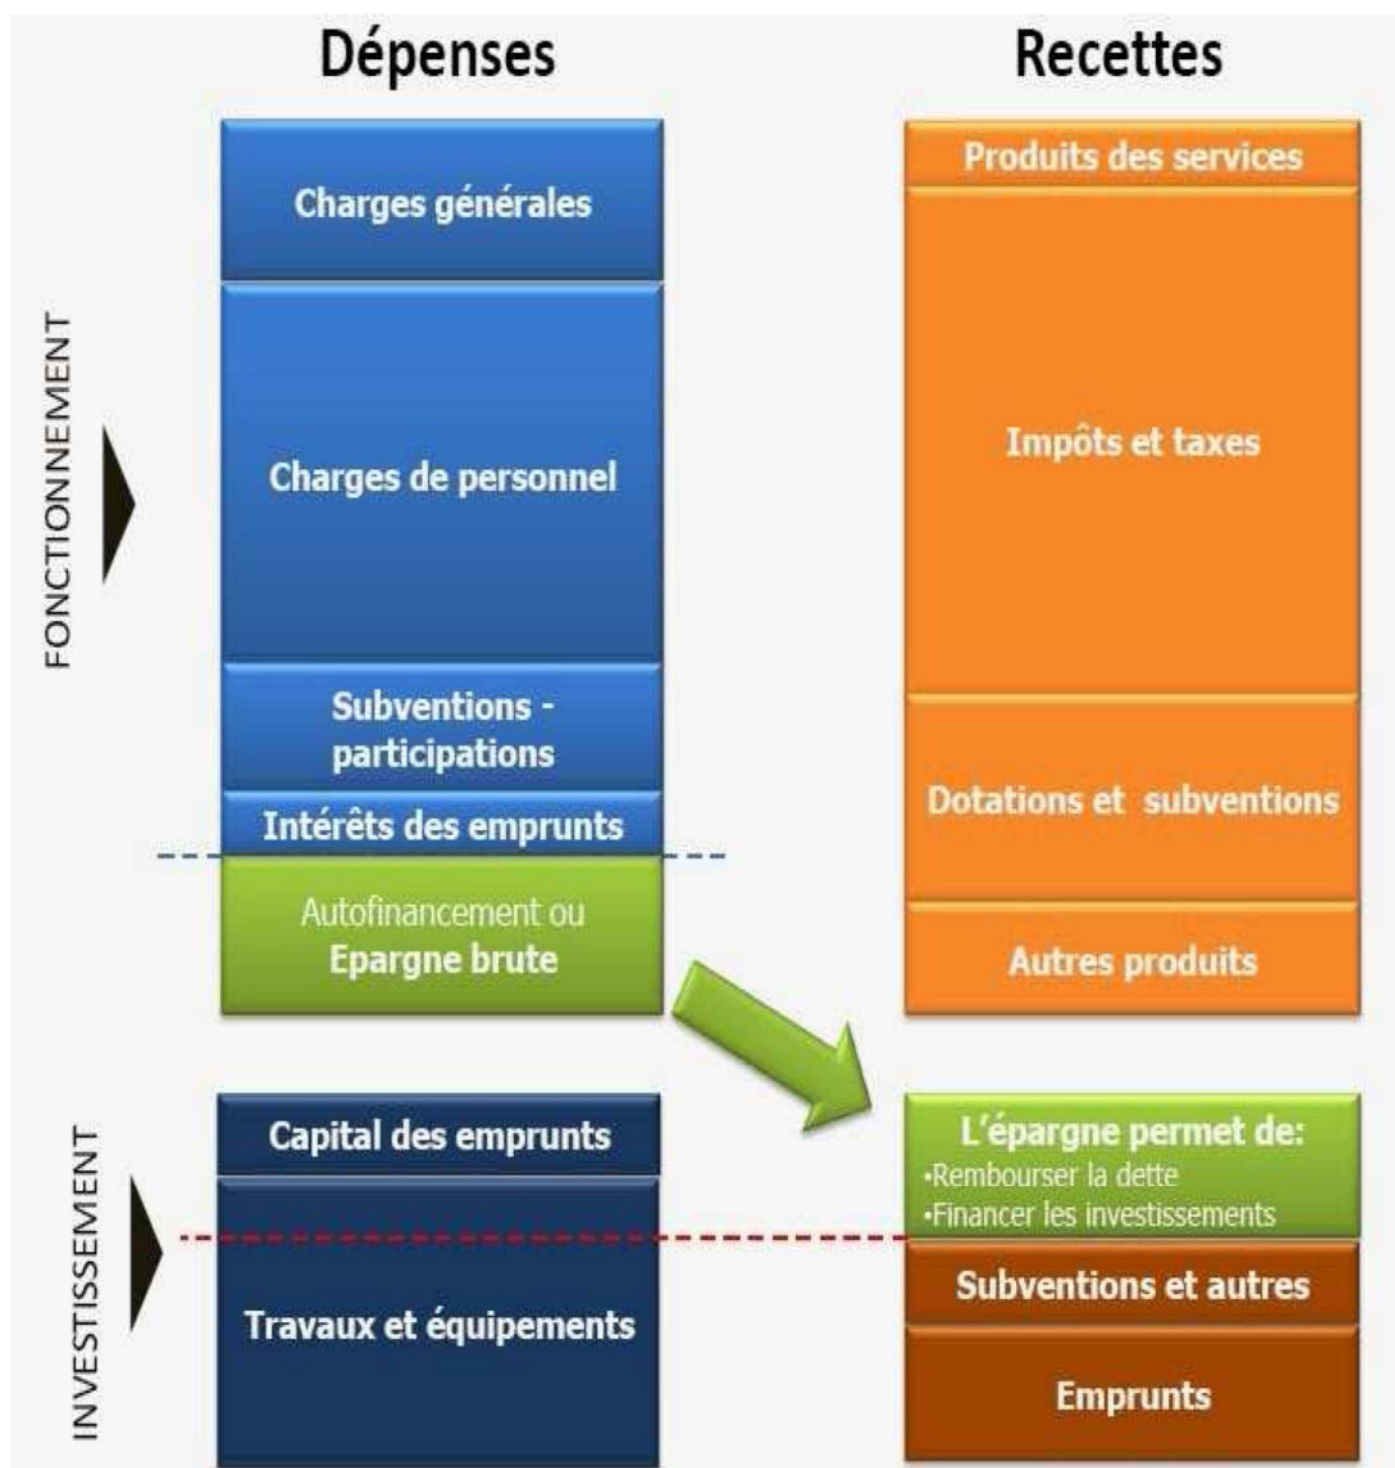 Dépenses
Recettes
FONCTIONNEMENT
Charges générales
Charges de personnel
Subventions -
participations
Intérêts des emprunts
Autofinancement ou
Epargne brute
Produits des services
Impôts et taxes
Dotations et subventions
Autres produits
INVESTISSEMENT
Capital des emprunts
Travaux et équipements
L'épargne permet de:
•Rembourser la dette
•Financer les investissements
Subventions et autres
Emprunts